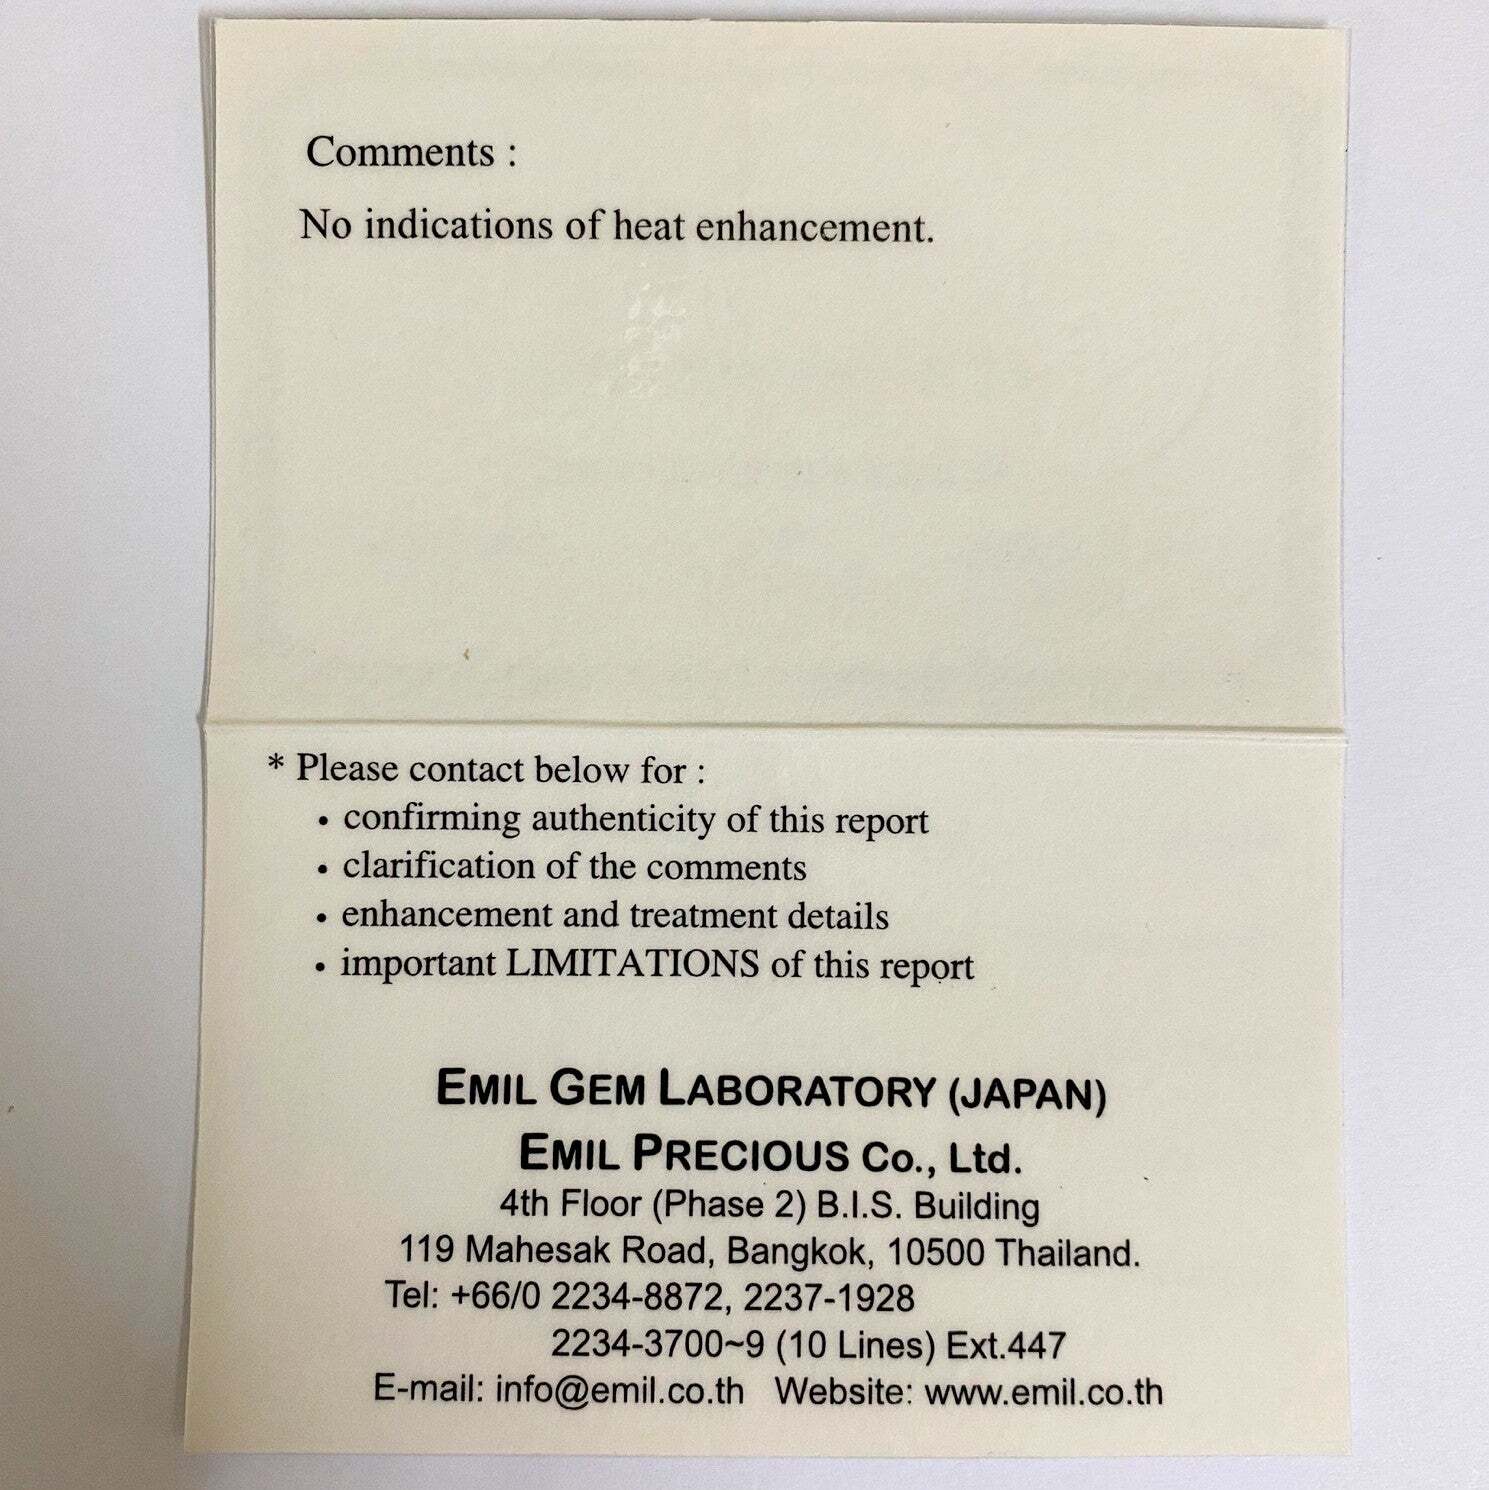 Comments :
No indications of heat enhancement.
* Please contact below for :
• confirming authenticity of this report
• clarification of the comments
• enhancement and treatment details
• important LIMITATIONS of this report
EMIL GEM LABORATORY (JAPAN)
EMIL PRECIOUS Co., Ltd.
4th Floor (Phase 2) B.I.S. Building
119 Mahesak Road, Bangkok, 10500 Thailand.
Tel: +66/0 2234-8872, 2237-1928
2234-3700~9 (10 Lines) Ext.447
E-mail: info@emil.co.th Website: www.emil.co.th